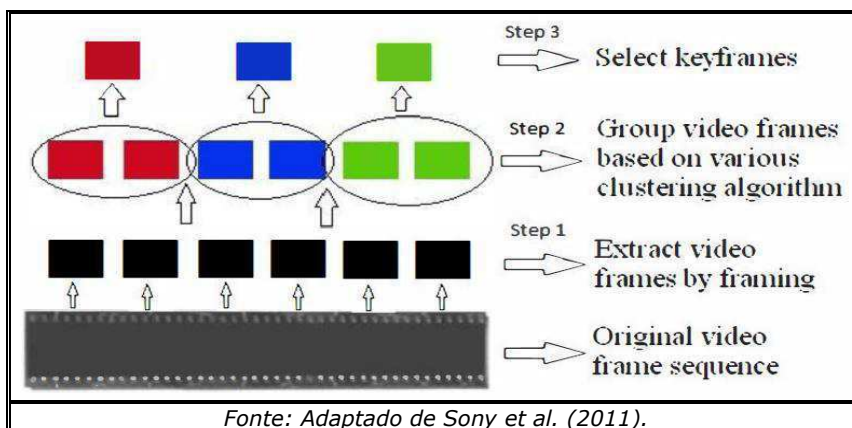 Step 3
Select keyframes
Step 2
Group video frames
based on various
clustering algorithm
Step 1
Extract video
frames by framing
Original video
frame sequence
Fonte: Adaptado de Sony et al. (2011).